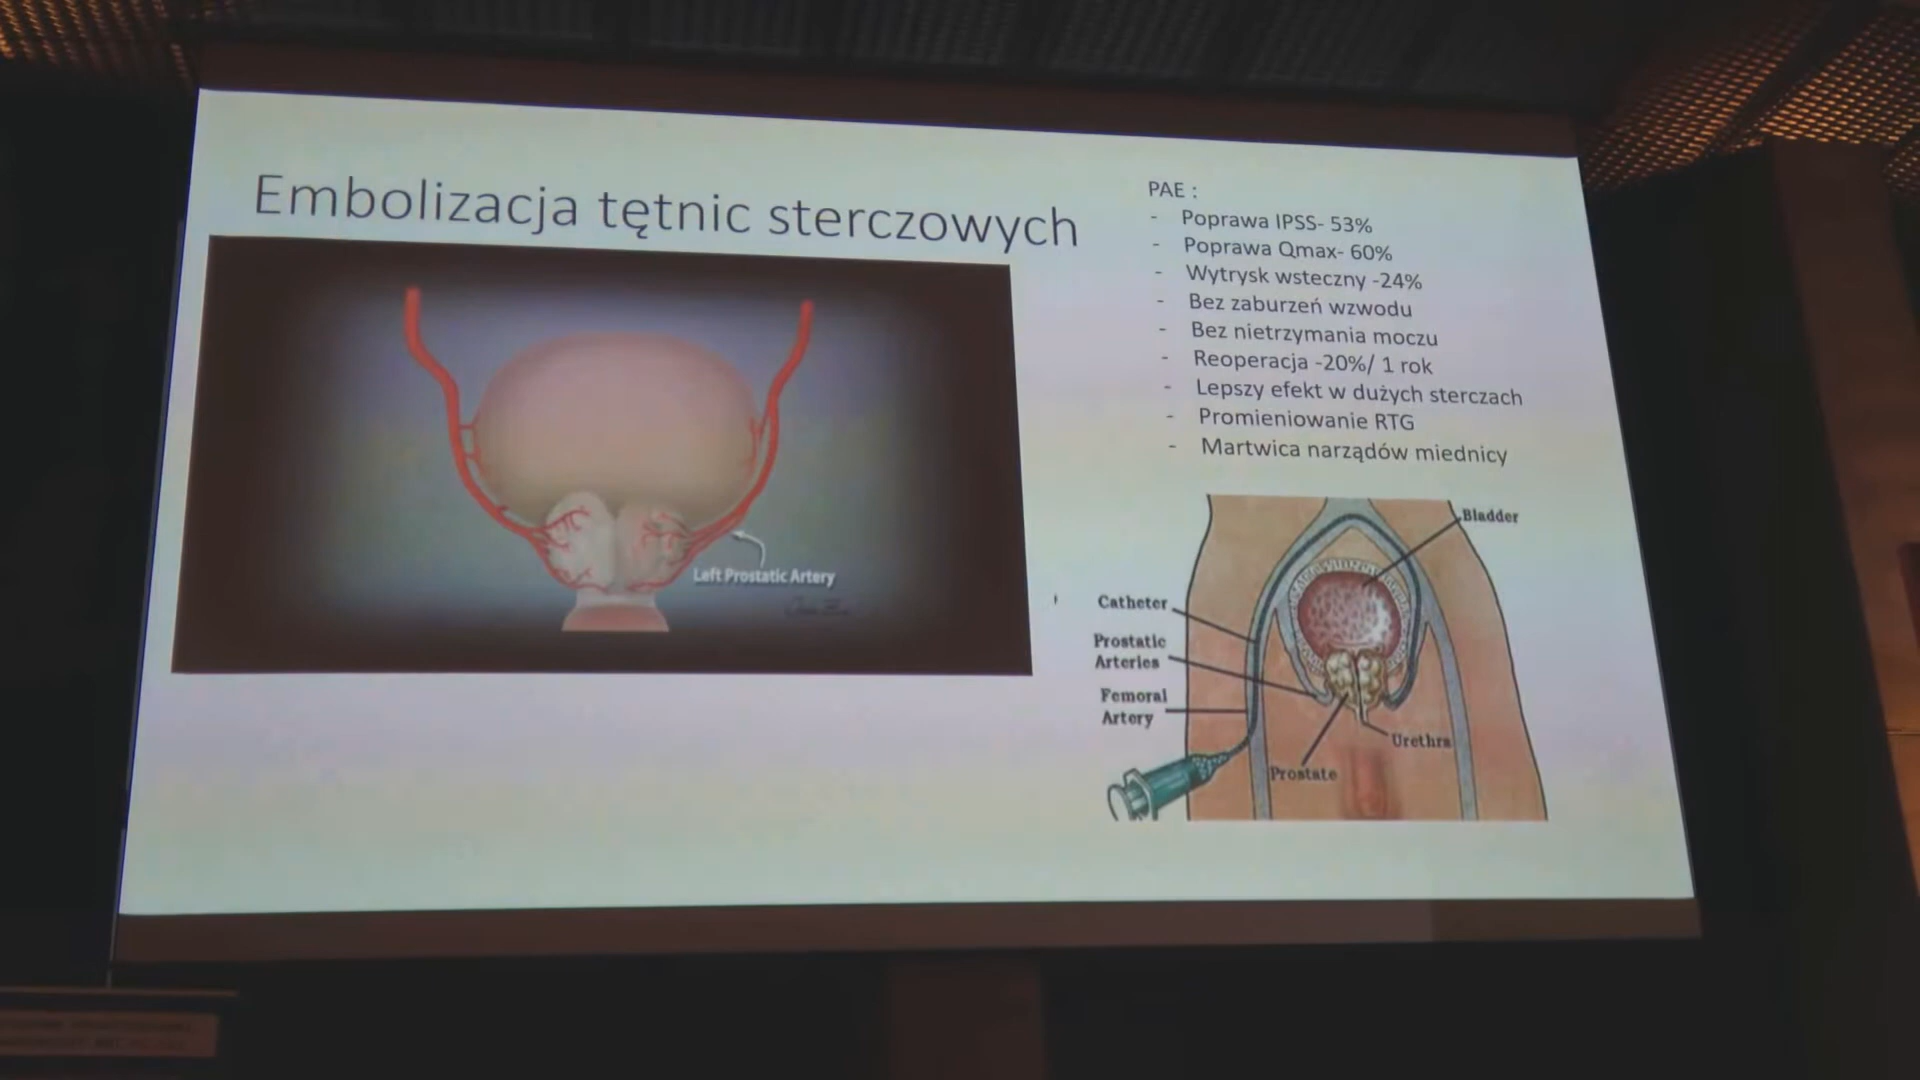 Embolizacja tętnic sterczowych
PAE :
- Poprawa IPSS- 53%
- Poprawa Qmax- 60%
- Wytrysk wsteczny -24%
- Bez zaburzeń wzwodu
- Bez nietrzymania moczu
- Reoperacja -20%/ 1 rok
- Lepszy efekt w dużych sterczach
- Promieniowanie RTG
- Martwica narządów miednicy
Left Prostatic Artery
Bladder
Catheter
Prostatic
Arteries
Femoral
Artery
Urethra
Prostate